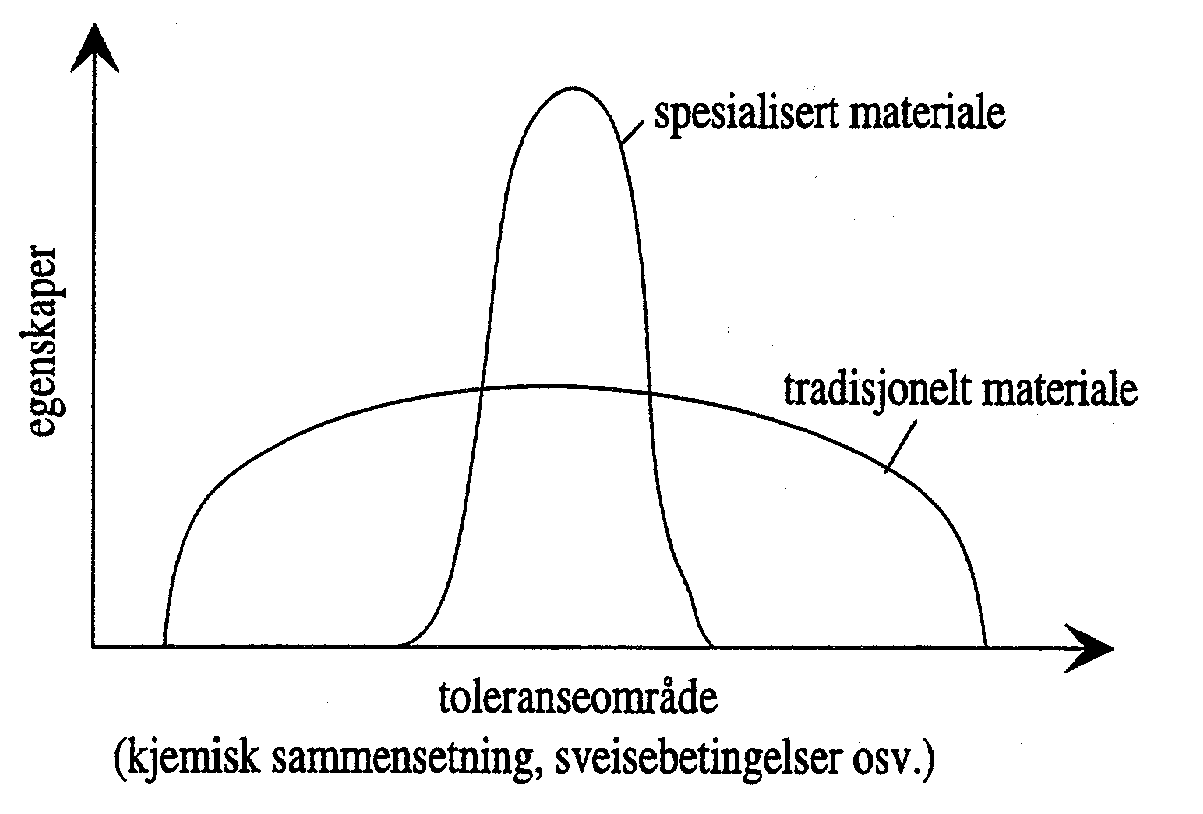 spesialisert materiale
egenskaper
tradisjonelt materiale
toleranseområde
(kjemisk sammensetning, sveisebetingelser osv.)